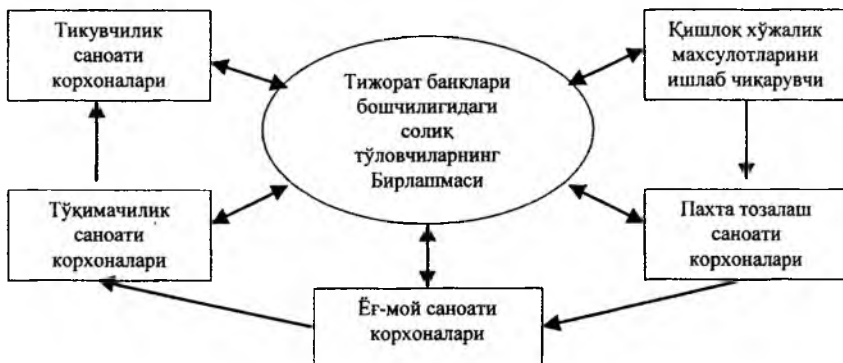 Тикувчилик
саноати
корхоналари
Тижорат банклари
бошчилигидаги
солиқ
тўловчиларнинг
Бирлашмаси
Қишлоқ хўжалик
махсулотларини
ишлаб чиқарувчи
Тўқимачилик
саноати
корхоналари
Пахта тозалаш
саноати
корхоналари
Ёғ-мой саноати
корхоналари